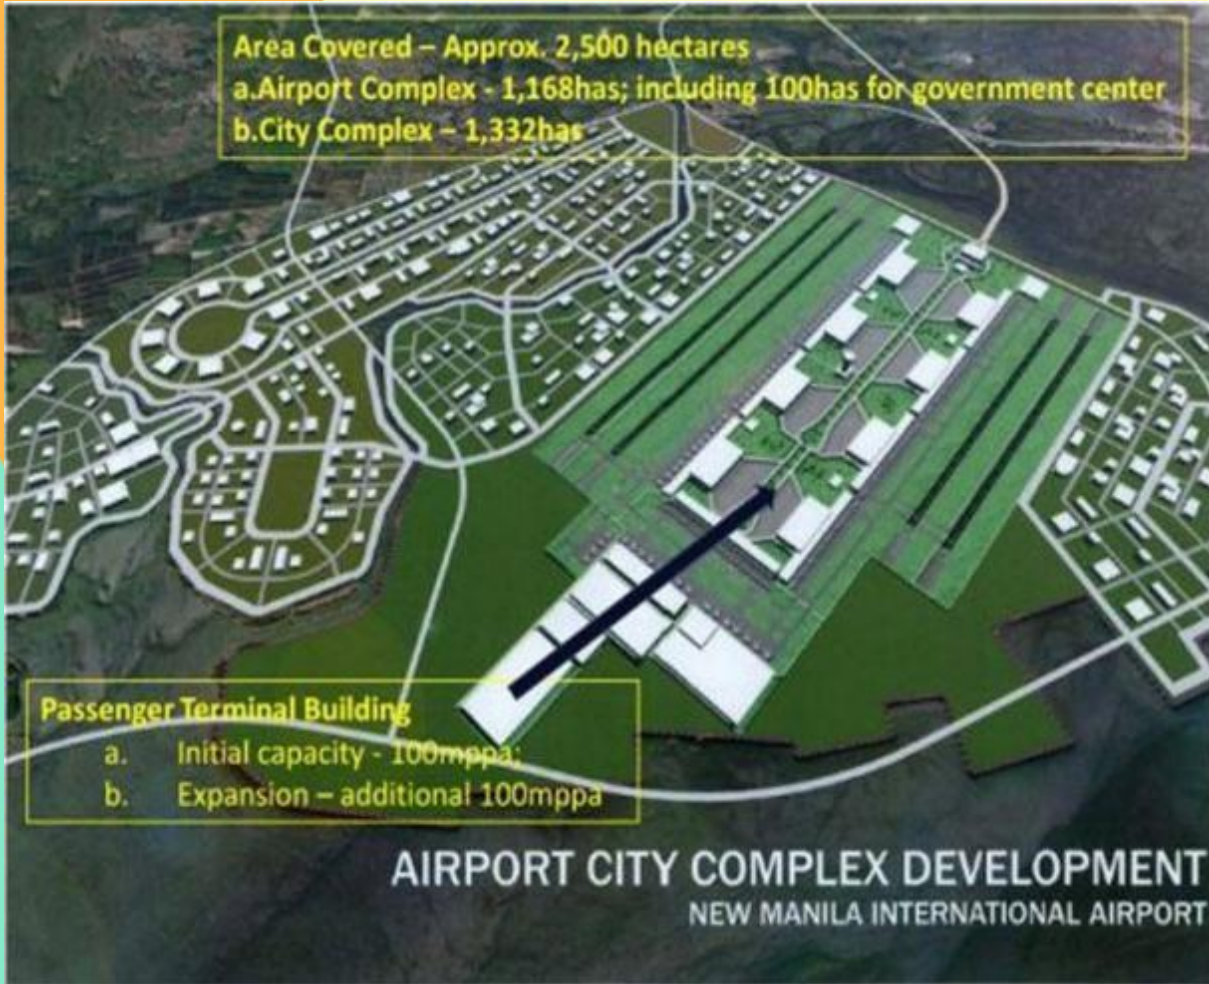 Area Covered – Approx. 2,500 hectares
a.Airport Complex - 1,168has; including 100has for government center
b.City Complex – 1,332has
Passenger Terminal Building
a. Initial capacity - 100mppa;
b. Expansion – additional 100mppa
AIRPORT CITY COMPLEX DEVELOPMENT
NEW MANILA INTERNATIONAL AIRPORT